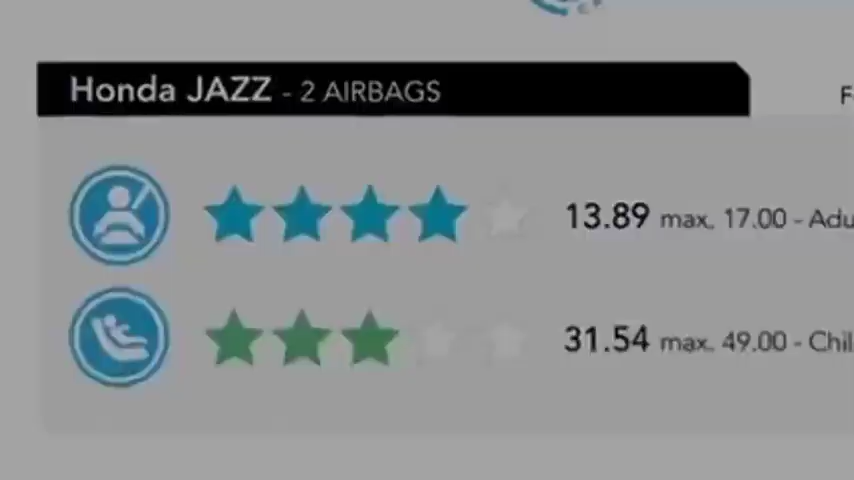 Honda JAZZ - 2 AIRBAGS
13.89 max. 17.00 - Adu
31.54 max. 49.00 - Chil